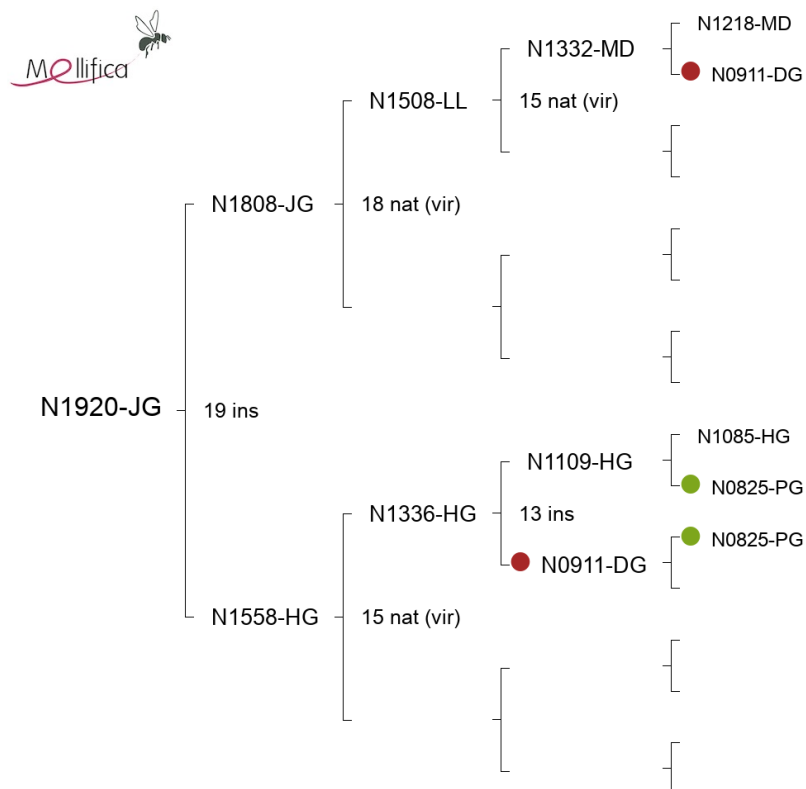 Mellifica
N1218-MD
N1332-MD
N0911-DG
N1508-LL
15 nat (vir)
N1808-JG
18 nat (vir)
N1920-JG
19 ins
N1085-HG
N1109-HG
N0825-PG
N1336-HG
13 ins
N0825-PG
N0911-DG
N1558-HG
15 nat (vir)